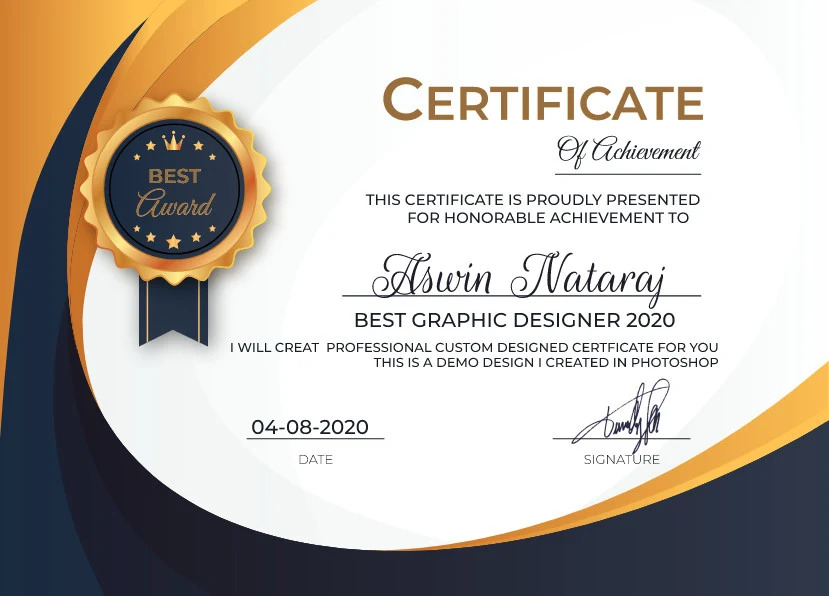 CERTIFICATE
Of Achievement
BEST
Award
THIS CERTIFICATE IS PROUDLY PRESENTED
FOR HONORABLE ACHIEVEMENT TO
Aswin Nataraj
BEST GRAPHIC DESIGNER 2020
I WILL CREAT PROFESSIONAL CUSTOM DESIGNED CERTFICATE FOR YOU
THIS IS A DEMO DESIGN I CREATED IN PHOTOSHOP
04-08-2020
DATE
SIGNATURE